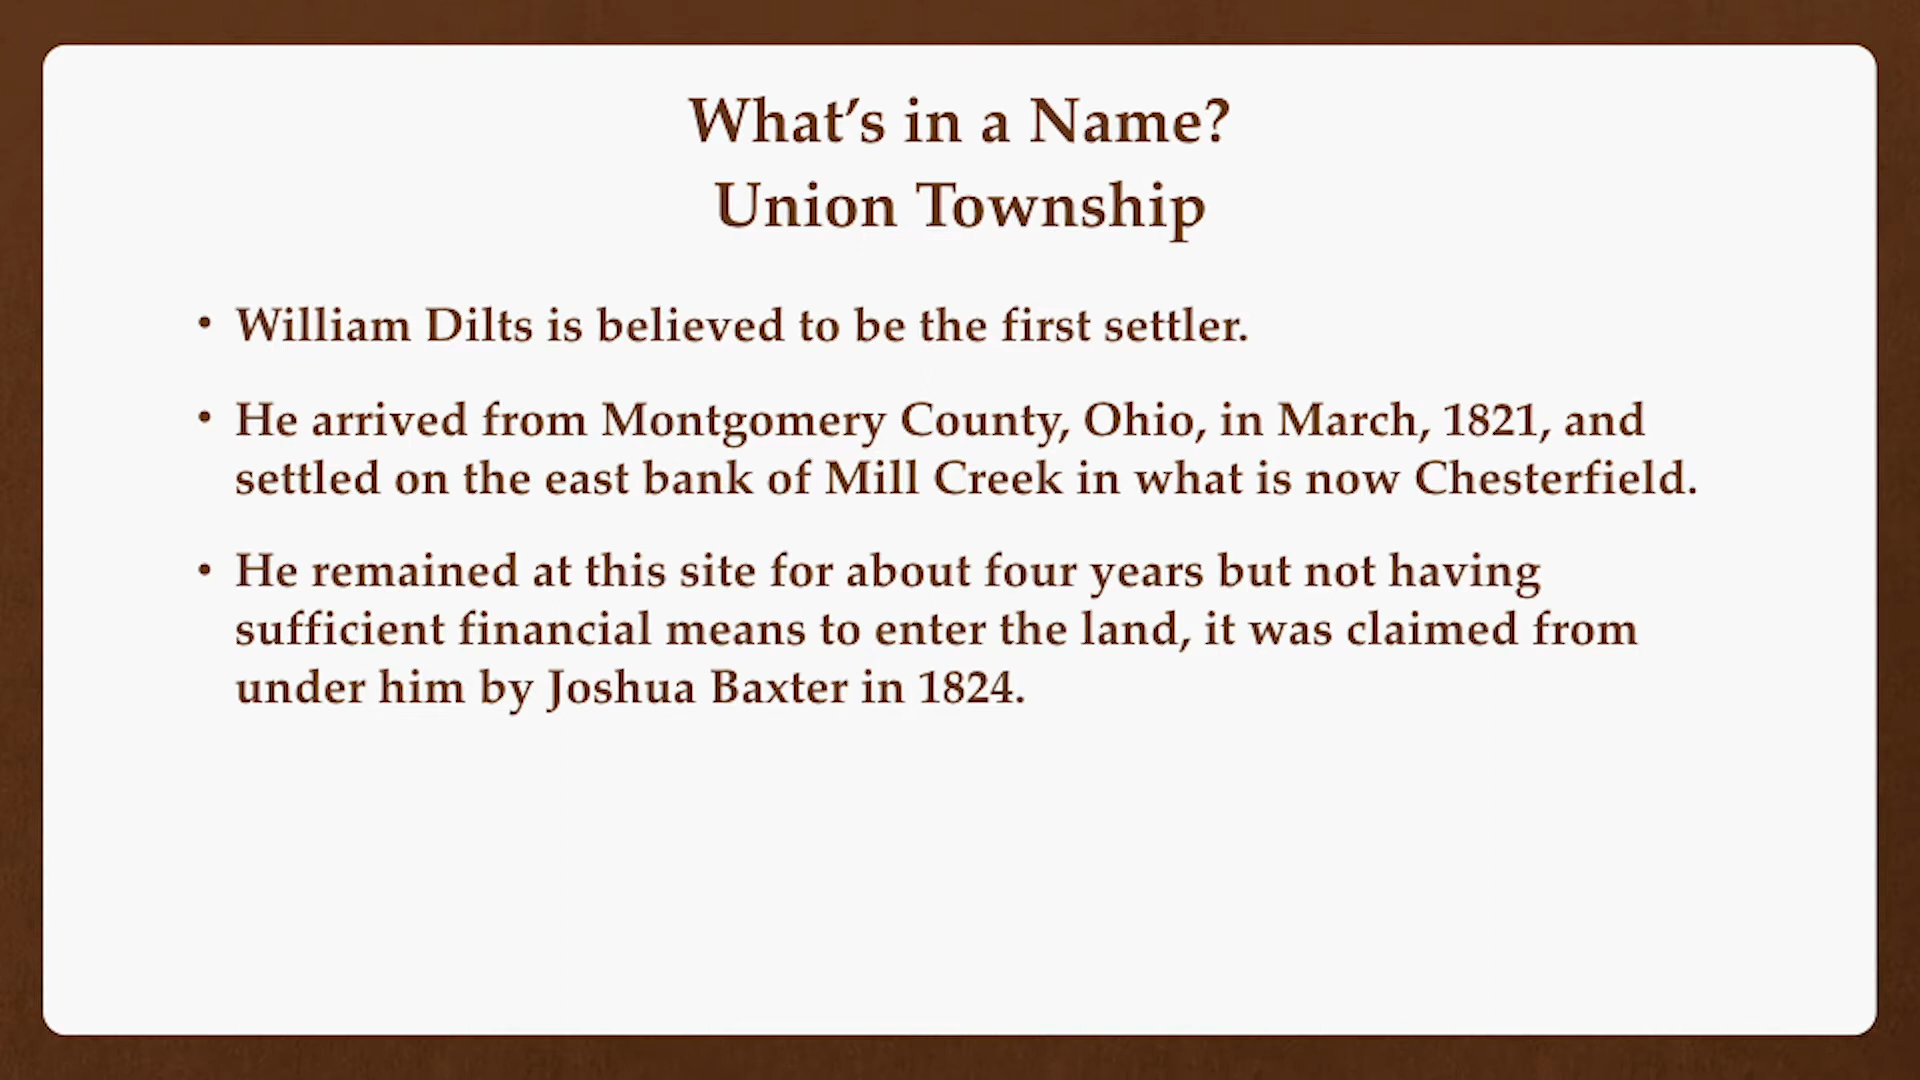 What's in a Name?
Union Township
• William Dilts is believed to be the first settler.
• He arrived from Montgomery County, Ohio, in March, 1821, and
settled on the east bank of Mill Creek in what is now Chesterfield.
• He remained at this site for about four years but not having
sufficient financial means to enter the land, it was claimed from
under him by Joshua Baxter in 1824.